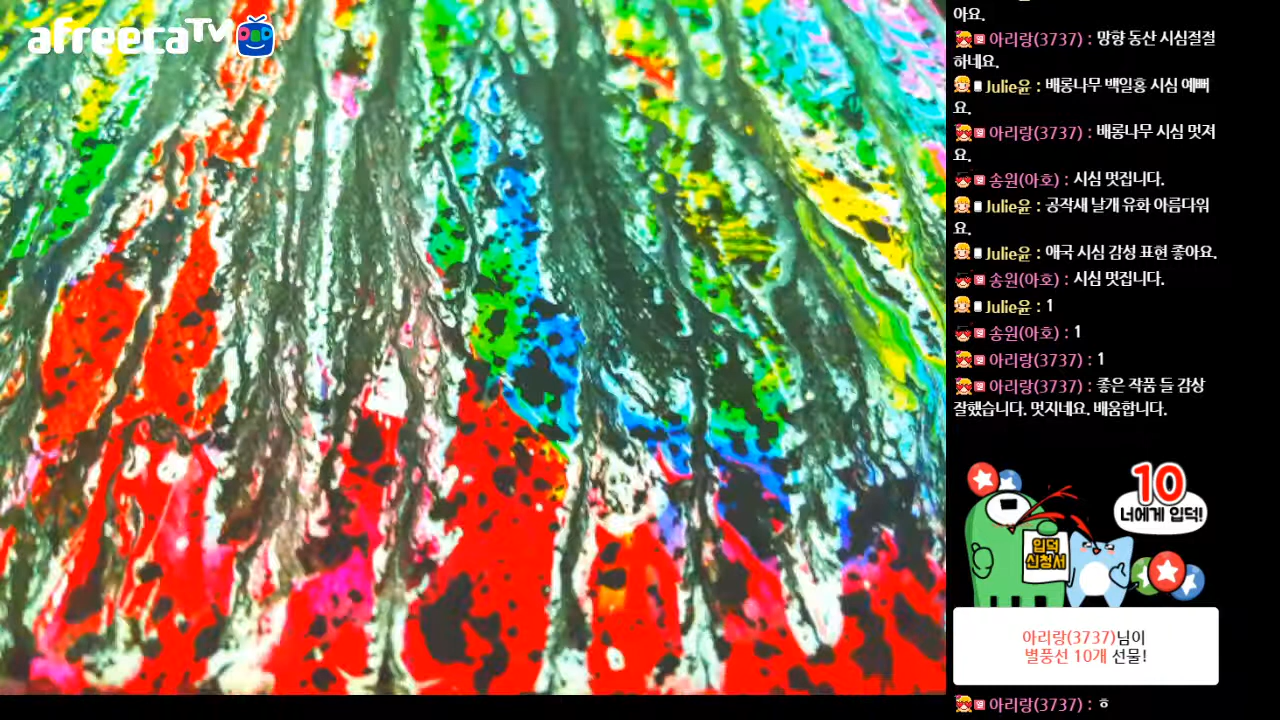 afreecaTV
아요.
아리랑(3737) : 망향 동산 시심절절
하네요.
Julie윤 : 배롱나무 백일홍 시심 예뻐
요.
아리랑(3737) : 배롱나무 시심 멋져
요.
송원(아호) : 시심 멋집니다.
Julie윤 : 공작새 날개 유화 아름다워
요.
Julie윤 : 애국 시심 감성 표현 좋아요.
송원(아호) : 시심 멋집니다.
Julie윤 : 1
송원(아호) : 1
아리랑(3737) : 1
아리랑(3737) : 좋은 작품 들 감상
잘했습니다. 멋지네요. 배움합니다.
10
너에게 입덕!
입덕
신청서
아리랑(3737)님이
별풍선 10개 선물!
아리랑(3737) : ㅎ